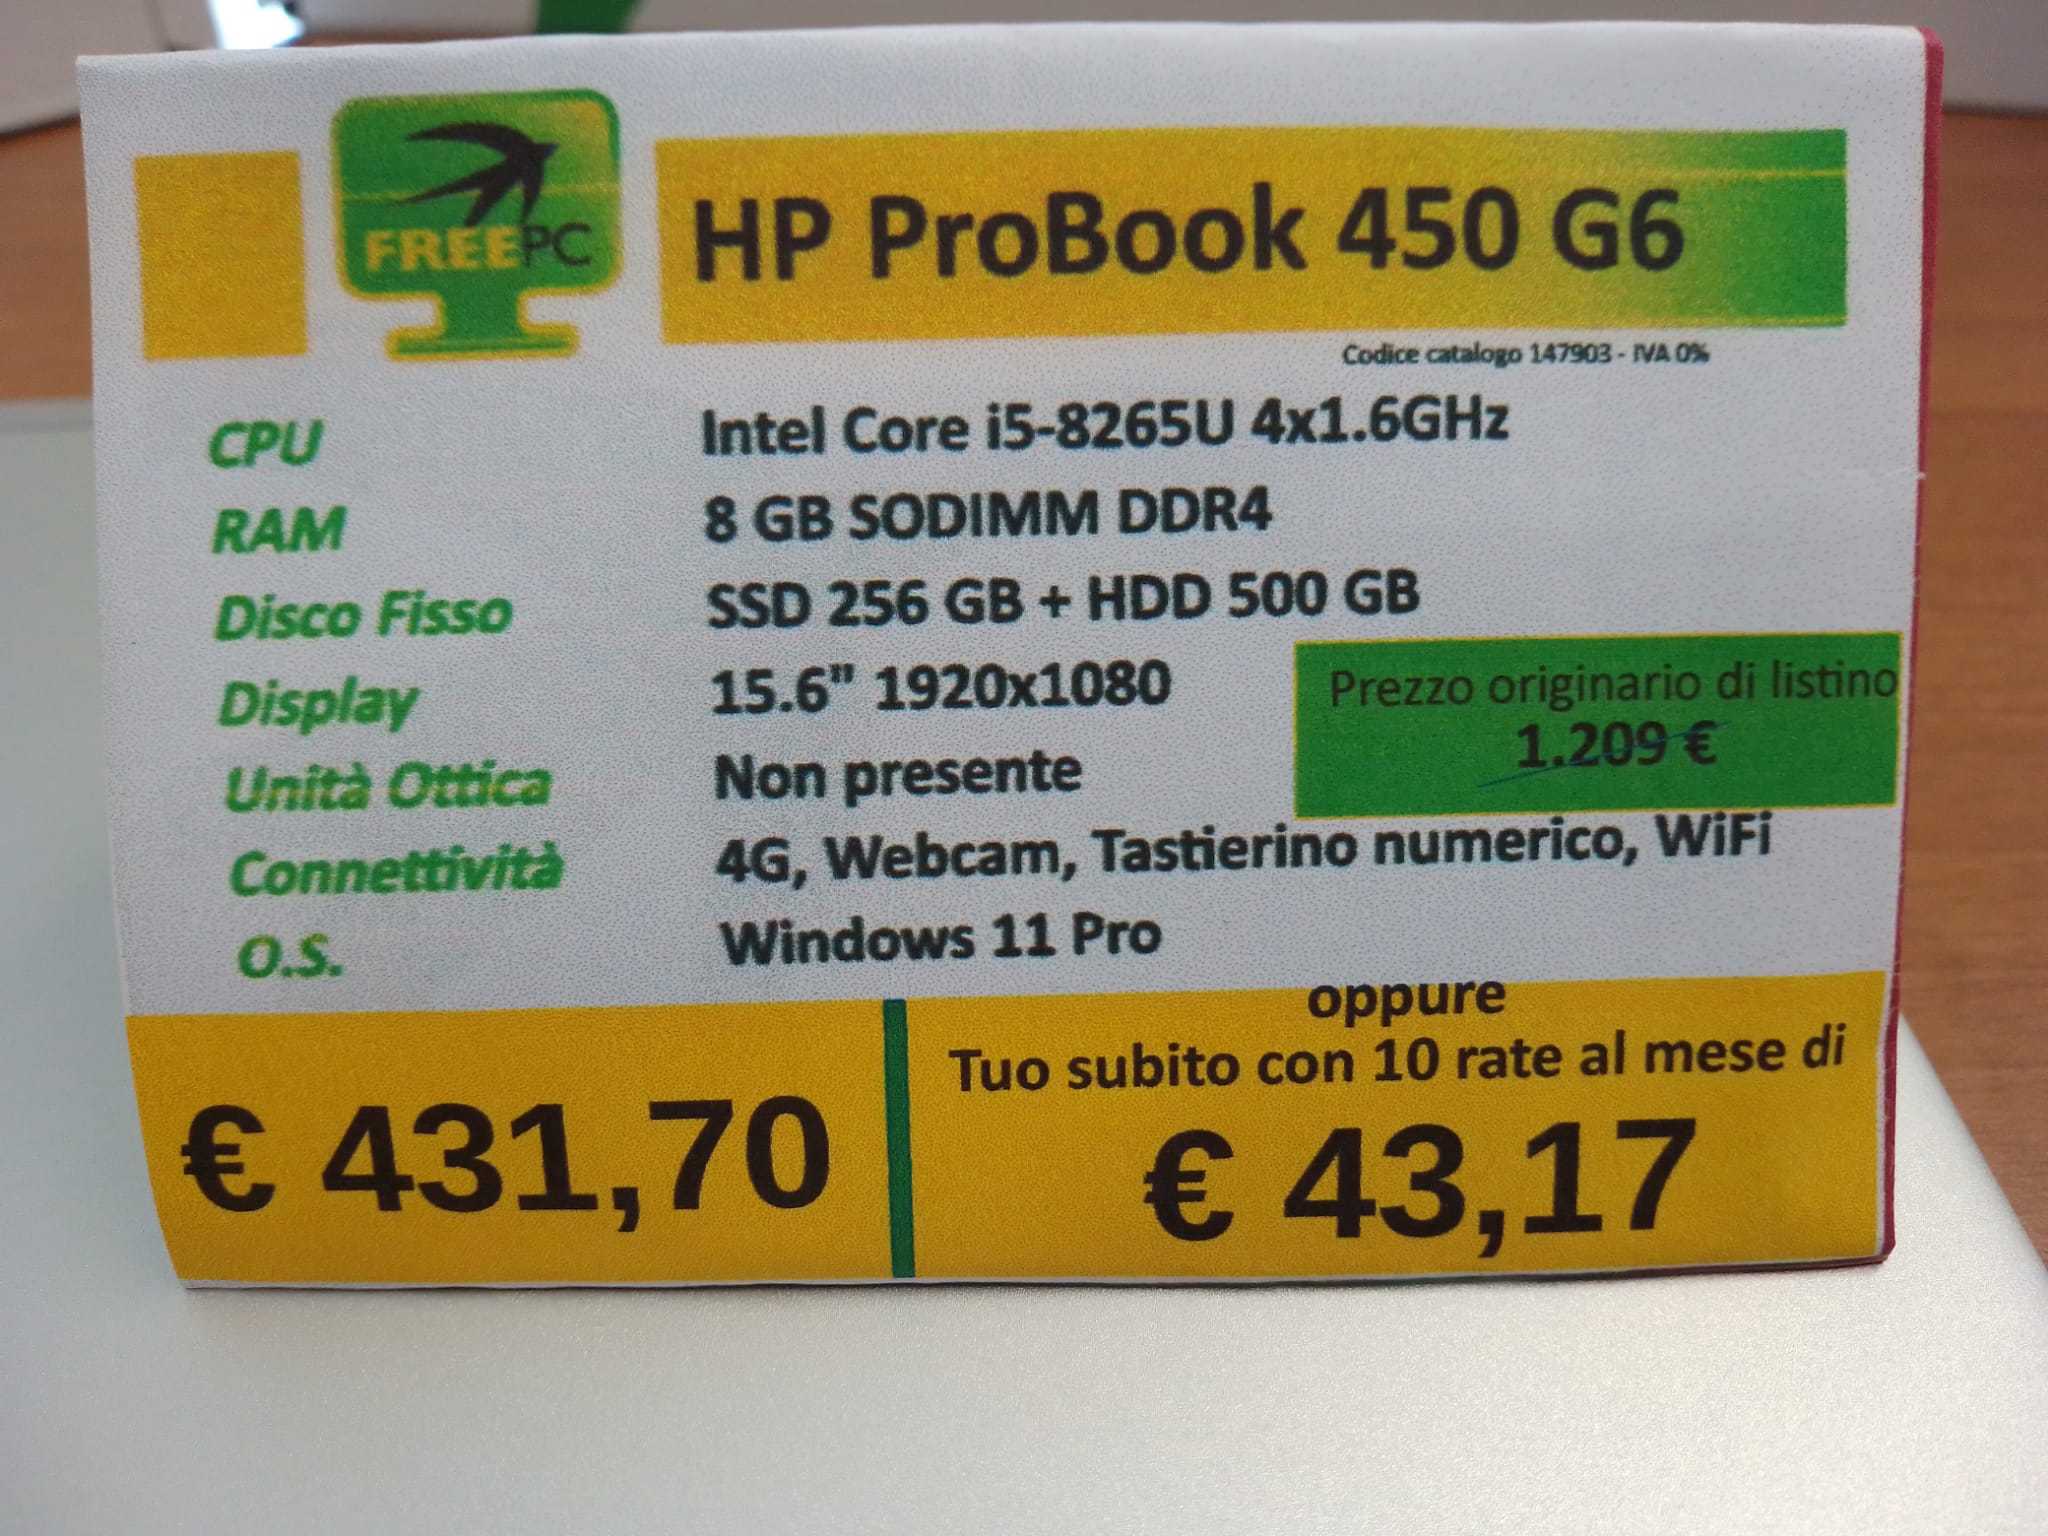 FREEPC
HP ProBook 450 G6
Codice catalogo 147903 - IVA 0%
CPU Intel Core i5-8265U 4x1.6GHz
RAM 8 GB SODIMM DDR4
Disco Fisso SSD 256 GB + HDD 500 GB
Display 15.6" 1920x1080
Prezzo originario di listino
1.209 €
Unità Ottica Non presente
Connettività 4G, Webcam, Tastierino numerico, WiFi
O.S. Windows 11 Pro
€ 431,70
oppure
Tuo subito con 10 rate al mese di
€ 43,17